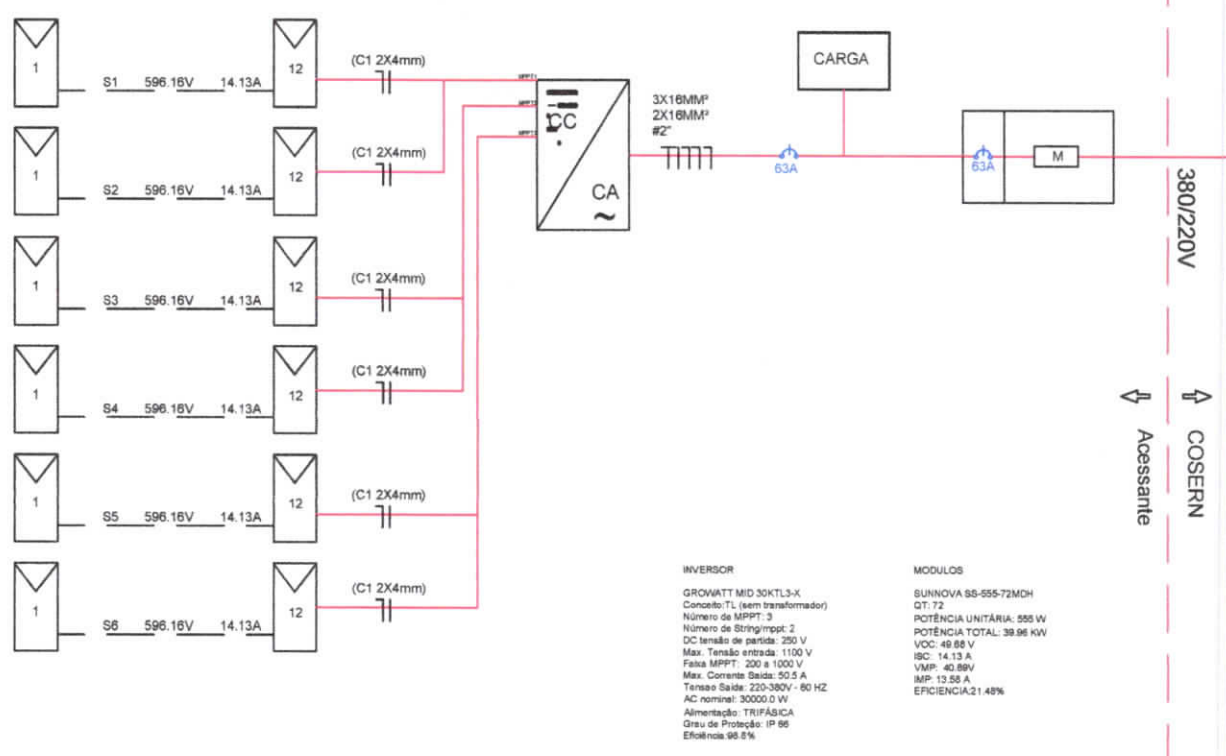 (C1 2X4mm)
1
S1 596.16V 14.13A
12
MPPT1
(C1 2X4mm)
1
S2 596.16V 14.13A
12
(C1 2X4mm)
1
S3 596.16V 14.13A
12
(C1 2X4mm)
1
S4 596.16V 14.13A
12
(C1 2X4mm)
1
S5 596.16V 14.13A
12
(C1 2X4mm)
1
S6 596.16V 14.13A
12
CC
CA
~
3X16MM²
2X16MM²
#2"
63A
CARGA
63A
M
380/220V
Acessante
COSERN
INVERSOR
GROWATT MID 30KTL3-X
Conceito:TL (sem transformador)
Número de MPPT: 3
Número de String/mppt: 2
DC tensão de partida: 250 V
Max. Tensão entrada: 1100 V
Faixa MPPT: 200 a 1000 V
Max. Corrente Saída: 50.5 A
Tensao Saída: 220-380V - 60 HZ
AC nominal: 30000.0 W
Alimentação: TRIFÁSICA
Grau de Proteção: IP 66
Eficiência:98.8%
MODULOS
SUNNOVA SS-555-72MDH
QT: 72
POTÊNCIA UNITÁRIA: 555 W
POTÊNCIA TOTAL: 39.96 KW
VOC: 49.68 V
ISC: 14.13 A
VMP: 40.89V
IMP: 13.58 A
EFICIENCIA:21.48%